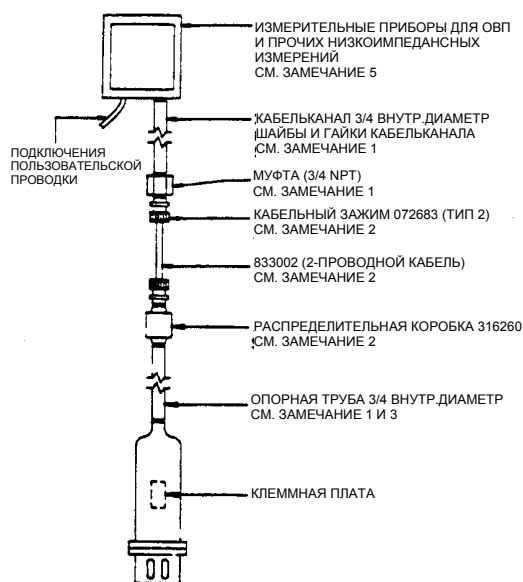 ИЗМЕРИТЕЛЬНЫЕ ПРИБОРЫ ДЛЯ ОВП
И ПРОЧИХ НИЗКОИМПЕДАНСНЫХ
ИЗМЕРЕНИЙ
СМ. ЗАМЕЧАНИЕ 5
КАБЕЛЬКАНАЛ 3/4 ВНУТР.ДИАМЕТР
ШАЙБЫ И ГАЙКИ КАБЕЛЬКАНАЛА
СМ. ЗАМЕЧАНИЕ 1
ПОДКЛЮЧЕНИЯ
ПОЛЬЗОВАТЕЛЬСКОЙ
ПРОВОДКИ
МУФТА (3/4 NPT)
СМ. ЗАМЕЧАНИЕ 1
КАБЕЛЬНЫЙ ЗАЖИМ 072683 (ТИП 2)
СМ. ЗАМЕЧАНИЕ 2
833002 (2-ПРОВОДНОЙ КАБЕЛЬ)
СМ. ЗАМЕЧАНИЕ 2
РАСПРЕДЕЛИТЕЛЬНАЯ КОРОБКА 316260
СМ. ЗАМЕЧАНИЕ 2
ОПОРНАЯ ТРУБА 3/4 ВНУТР.ДИАМЕТР
СМ. ЗАМЕЧАНИЕ 1 И 3
КЛЕММНАЯ ПЛАТА